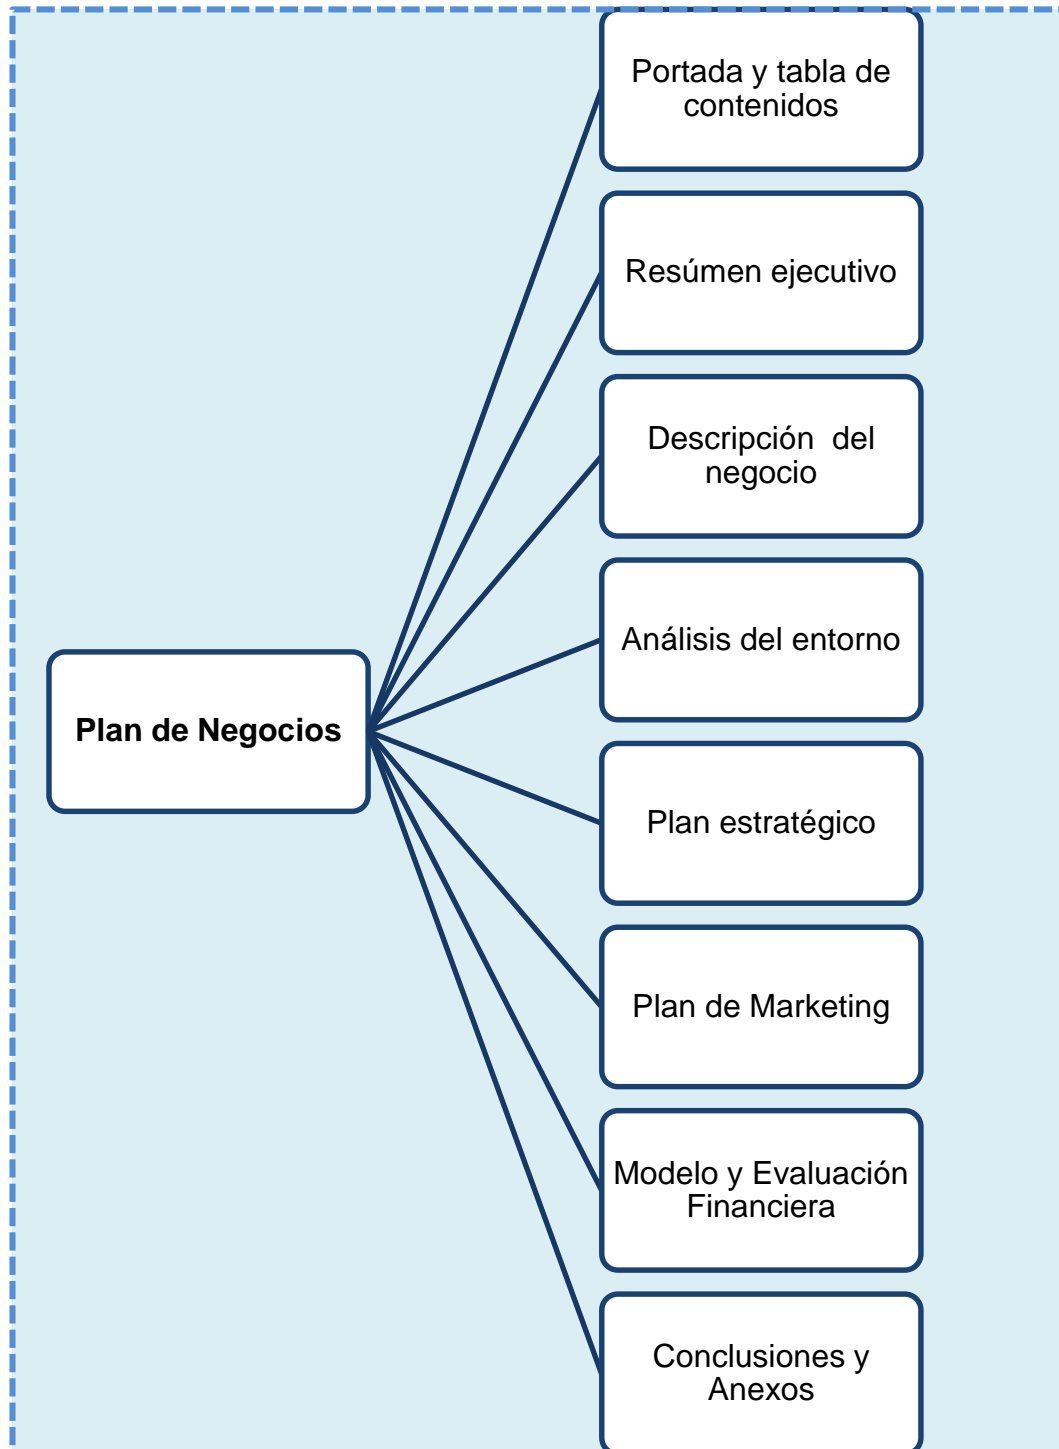 Portada y tabla de
contenidos
Resúmen ejecutivo
Descripción  del
negocio
Análisis del entorno
Plan de Negocios
Plan estratégico
Plan de Marketing
Modelo y Evaluación
Financiera
Conclusiones y
Anexos